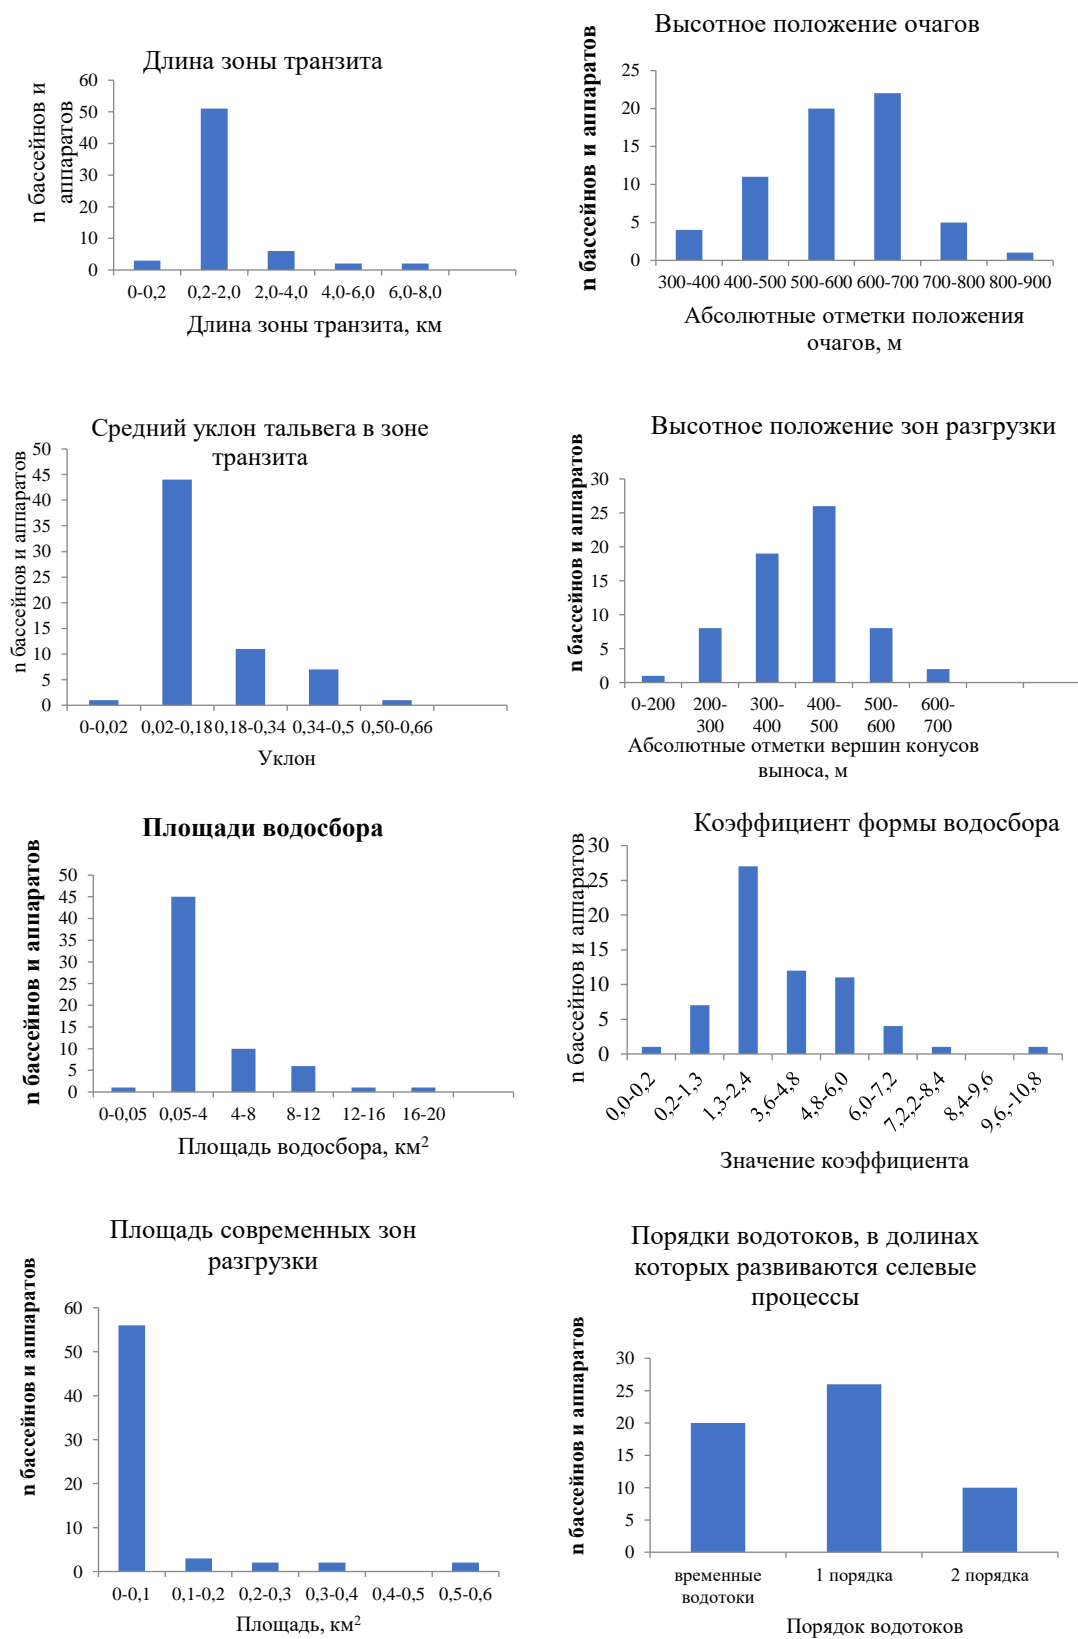 Длина зоны транзита
n бассейнов и
аппаратов
60
50
40
30
20
10
0
0-0,2 0,2-2,0 2,0-4,0 4,0-6,0 6,0-8,0
Длина зоны транзита, км
Высотное положение очагов
n бассейнов и аппаратов
25
20
15
10
5
0
300-400 400-500 500-600 600-700 700-800 800-900
Абсолютные отметки положения
очагов, м
Средний уклон тальвега в зоне
транзита
n бассейнов и аппаратов
50
45
40
35
30
25
20
15
10
5
0
0-0,02 0,02-0,18 0,18-0,34 0,34-0,5 0,50-0,66
Уклон
Высотное положение зон разгрузки
n бассейнов и аппаратов
30
25
20
15
10
5
0
0-200 200- 300- 400- 500- 600-
300 400 500 600 700
Абсолютные отметки вершин конусов
выноса, м
Площади водосбора
n бассейнов и аппаратов
50
45
40
35
30
25
20
15
10
5
0
0-0,05 0,05-4 4-8 8-12 12-16 16-20
Площадь водосбора, км²
Коэффициент формы водосбора
n бассейнов и аппаратов
30
25
20
15
10
5
0
0,0-0,2 0,2-1,3 1,3-2,4 3,6-4,8 4,8-6,0 6,0-7,2 7,2,2-8,4 8,4-9,6 9,6,-10,8
Значение коэффициента
Площадь современных зон
разгрузки
n бассейнов и аппаратов
60
50
40
30
20
10
0
0-0,1 0,1-0,2 0,2-0,3 0,3-0,4 0,4-0,5 0,5-0,6
Площадь, км²
Порядки водотоков, в долинах
которых развиваются селевые
процессы
n бассейнов и аппаратов
30
25
20
15
10
5
0
временные 1 порядка 2 порядка
водотоки
Порядок водотоков